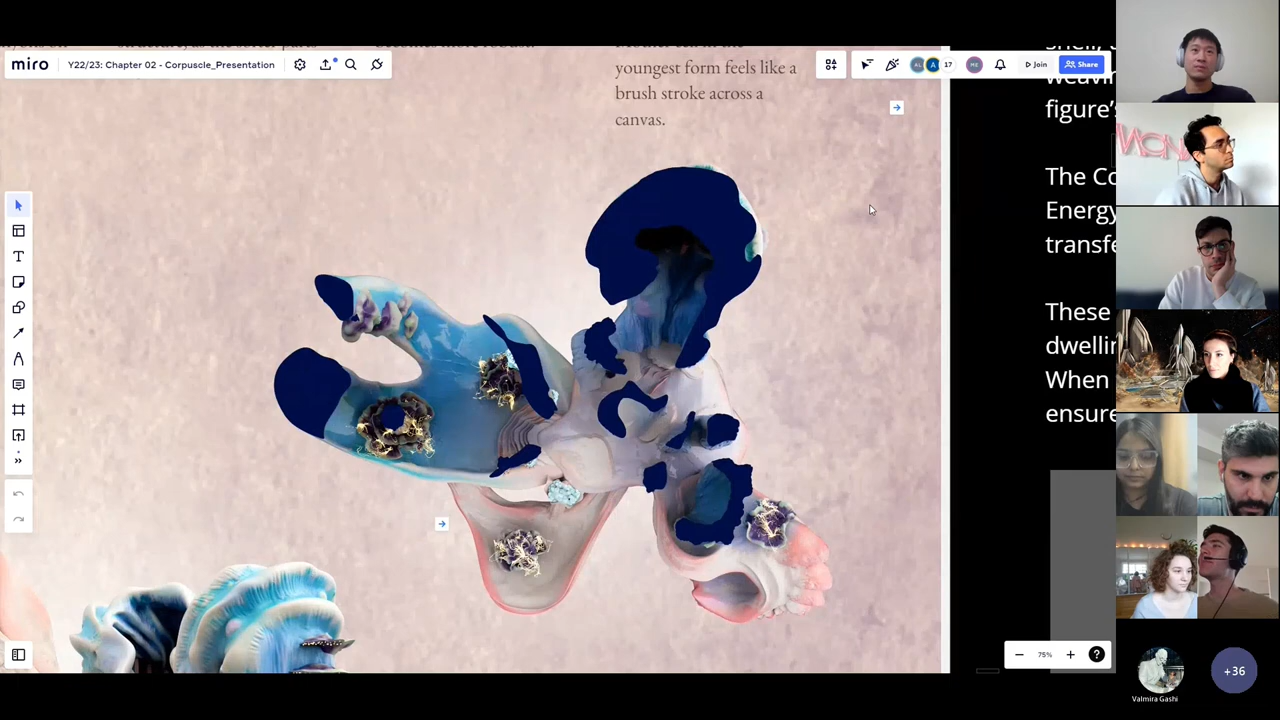 miro
Y22/23: Chapter 02 - Corpuscle_Presentation
17
Join
Share
youngest form feels like a
brush stroke across a
canvas.
figure's
The Co
Energy
transfe
These
dwellin
When
ensure
75%
Valmira Gashi
+36